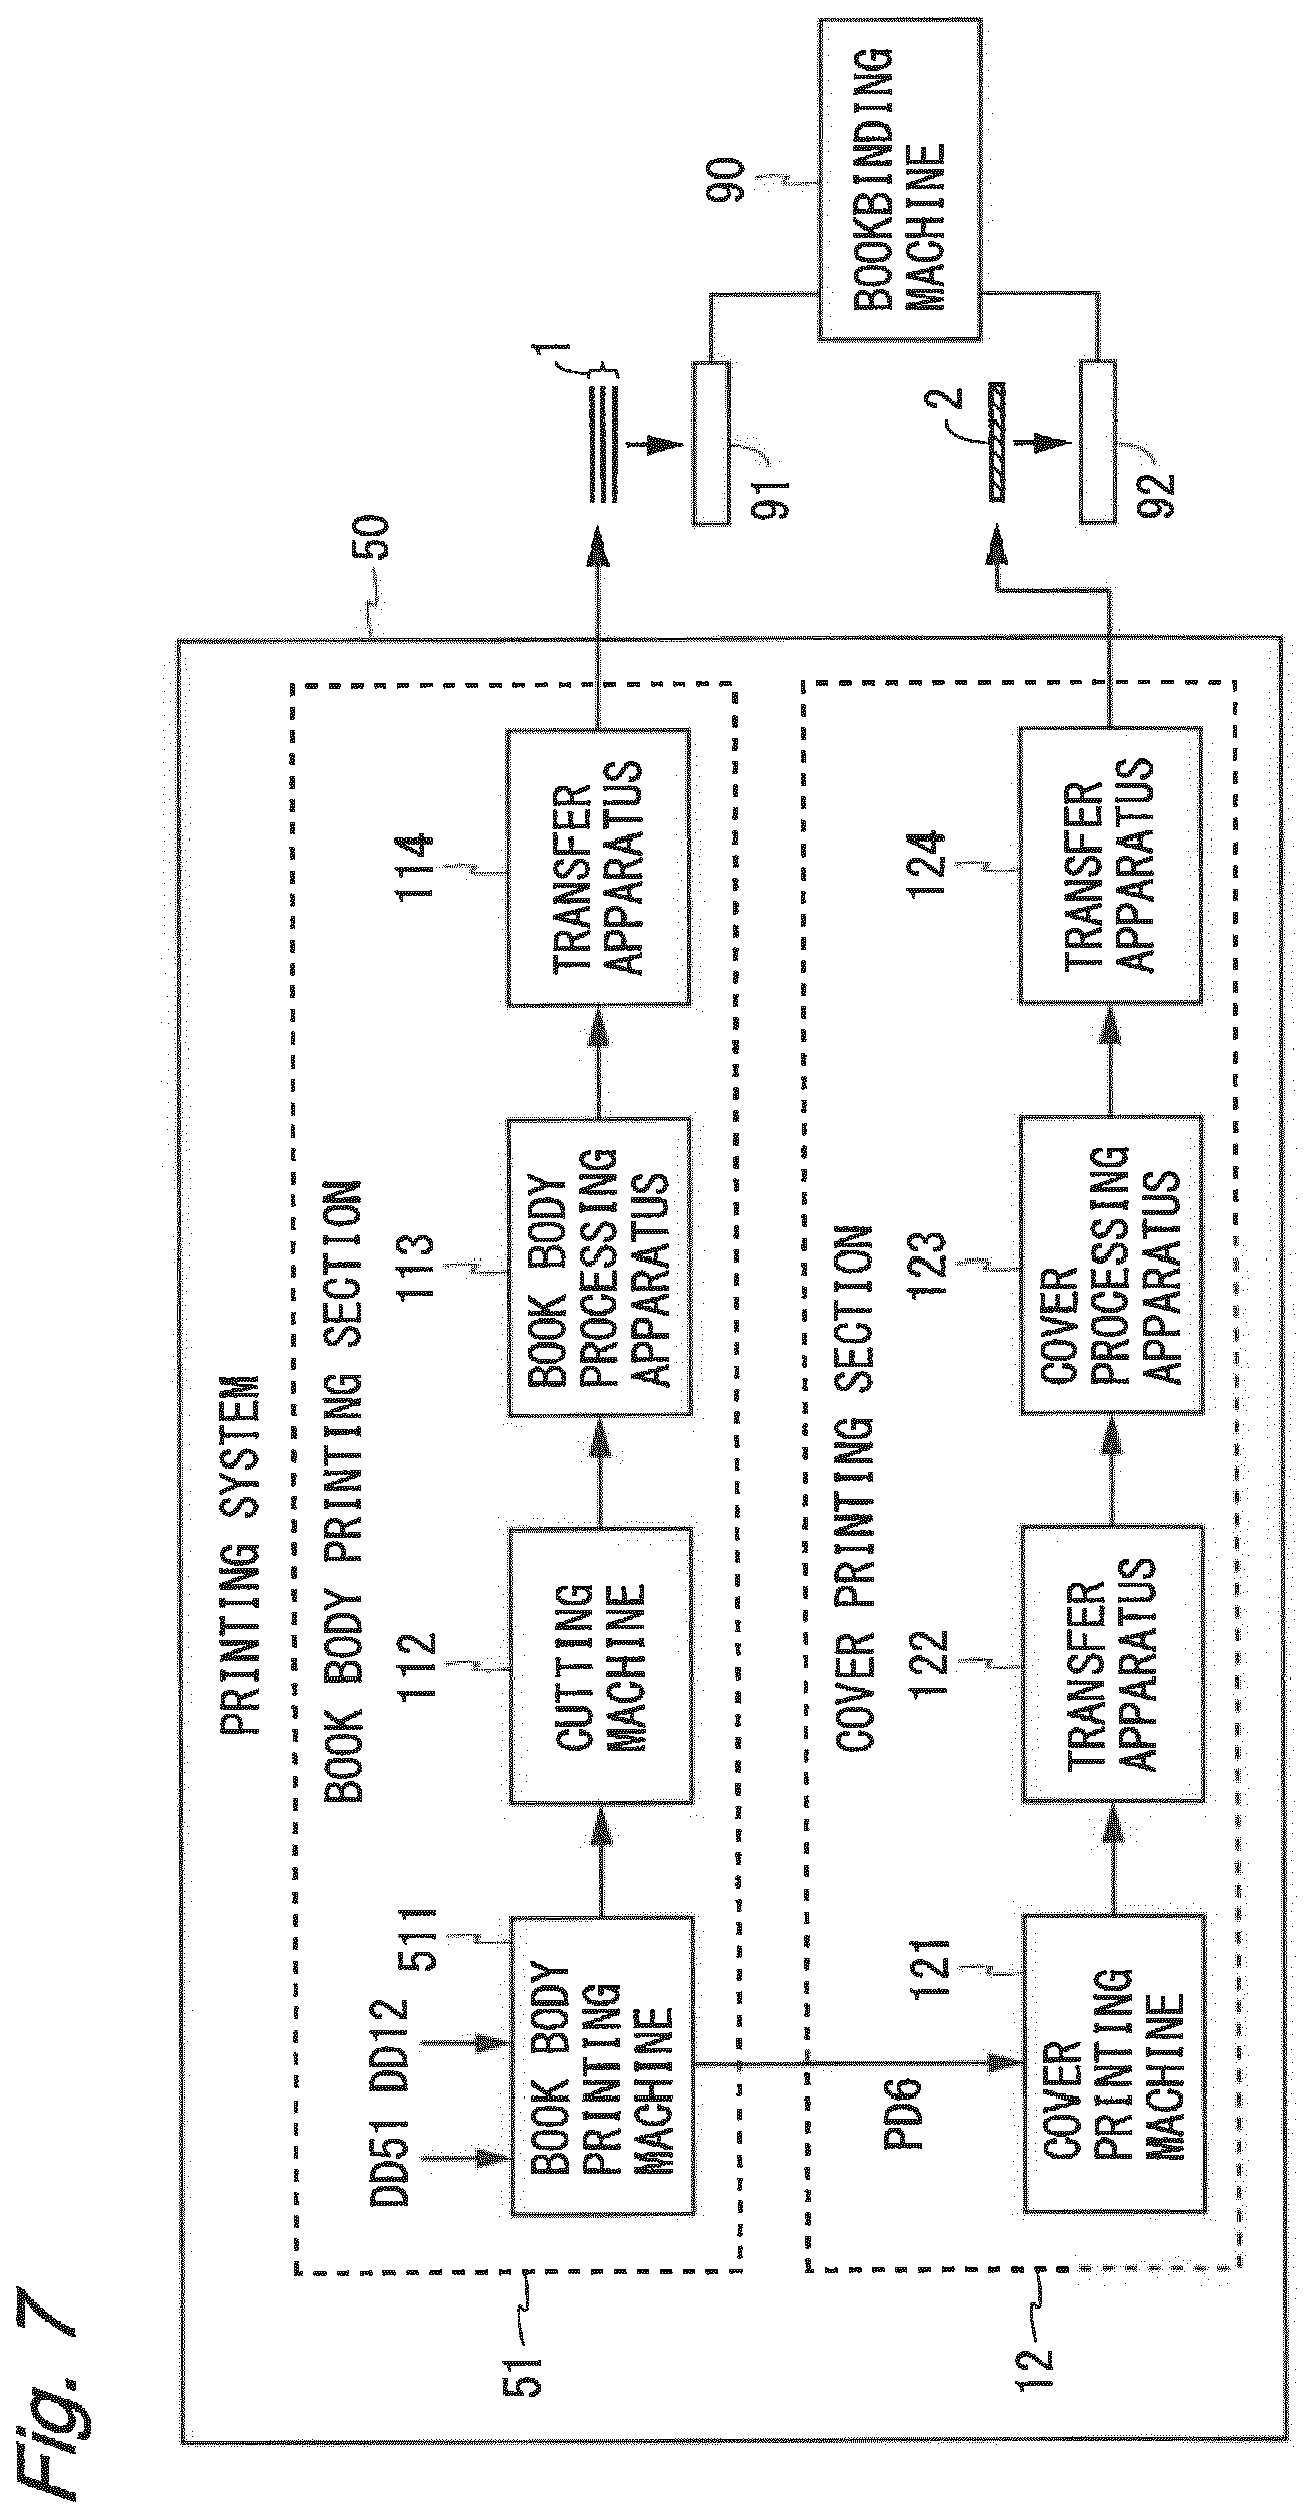 Fig. 7
PRINTING SYSTEM
50
BOOK BODY PRINTING SECTION
51
DD51
DD12
511
BOOK BODY
PRINTING
MACHINE
112
CUTTING
MACHINE
113
BOOK BODY
PROCESSING
APPARATUS
114
TRANSFER
APPARATUS
1
91
90
BOOKBINDING
MACHINE
PD6
COVER PRINTING SECTION
12
121
COVER
PRINTING
MACHINE
122
TRANSFER
APPARATUS
123
COVER
PROCESSING
APPARATUS
124
TRANSFER
APPARATUS
2
92